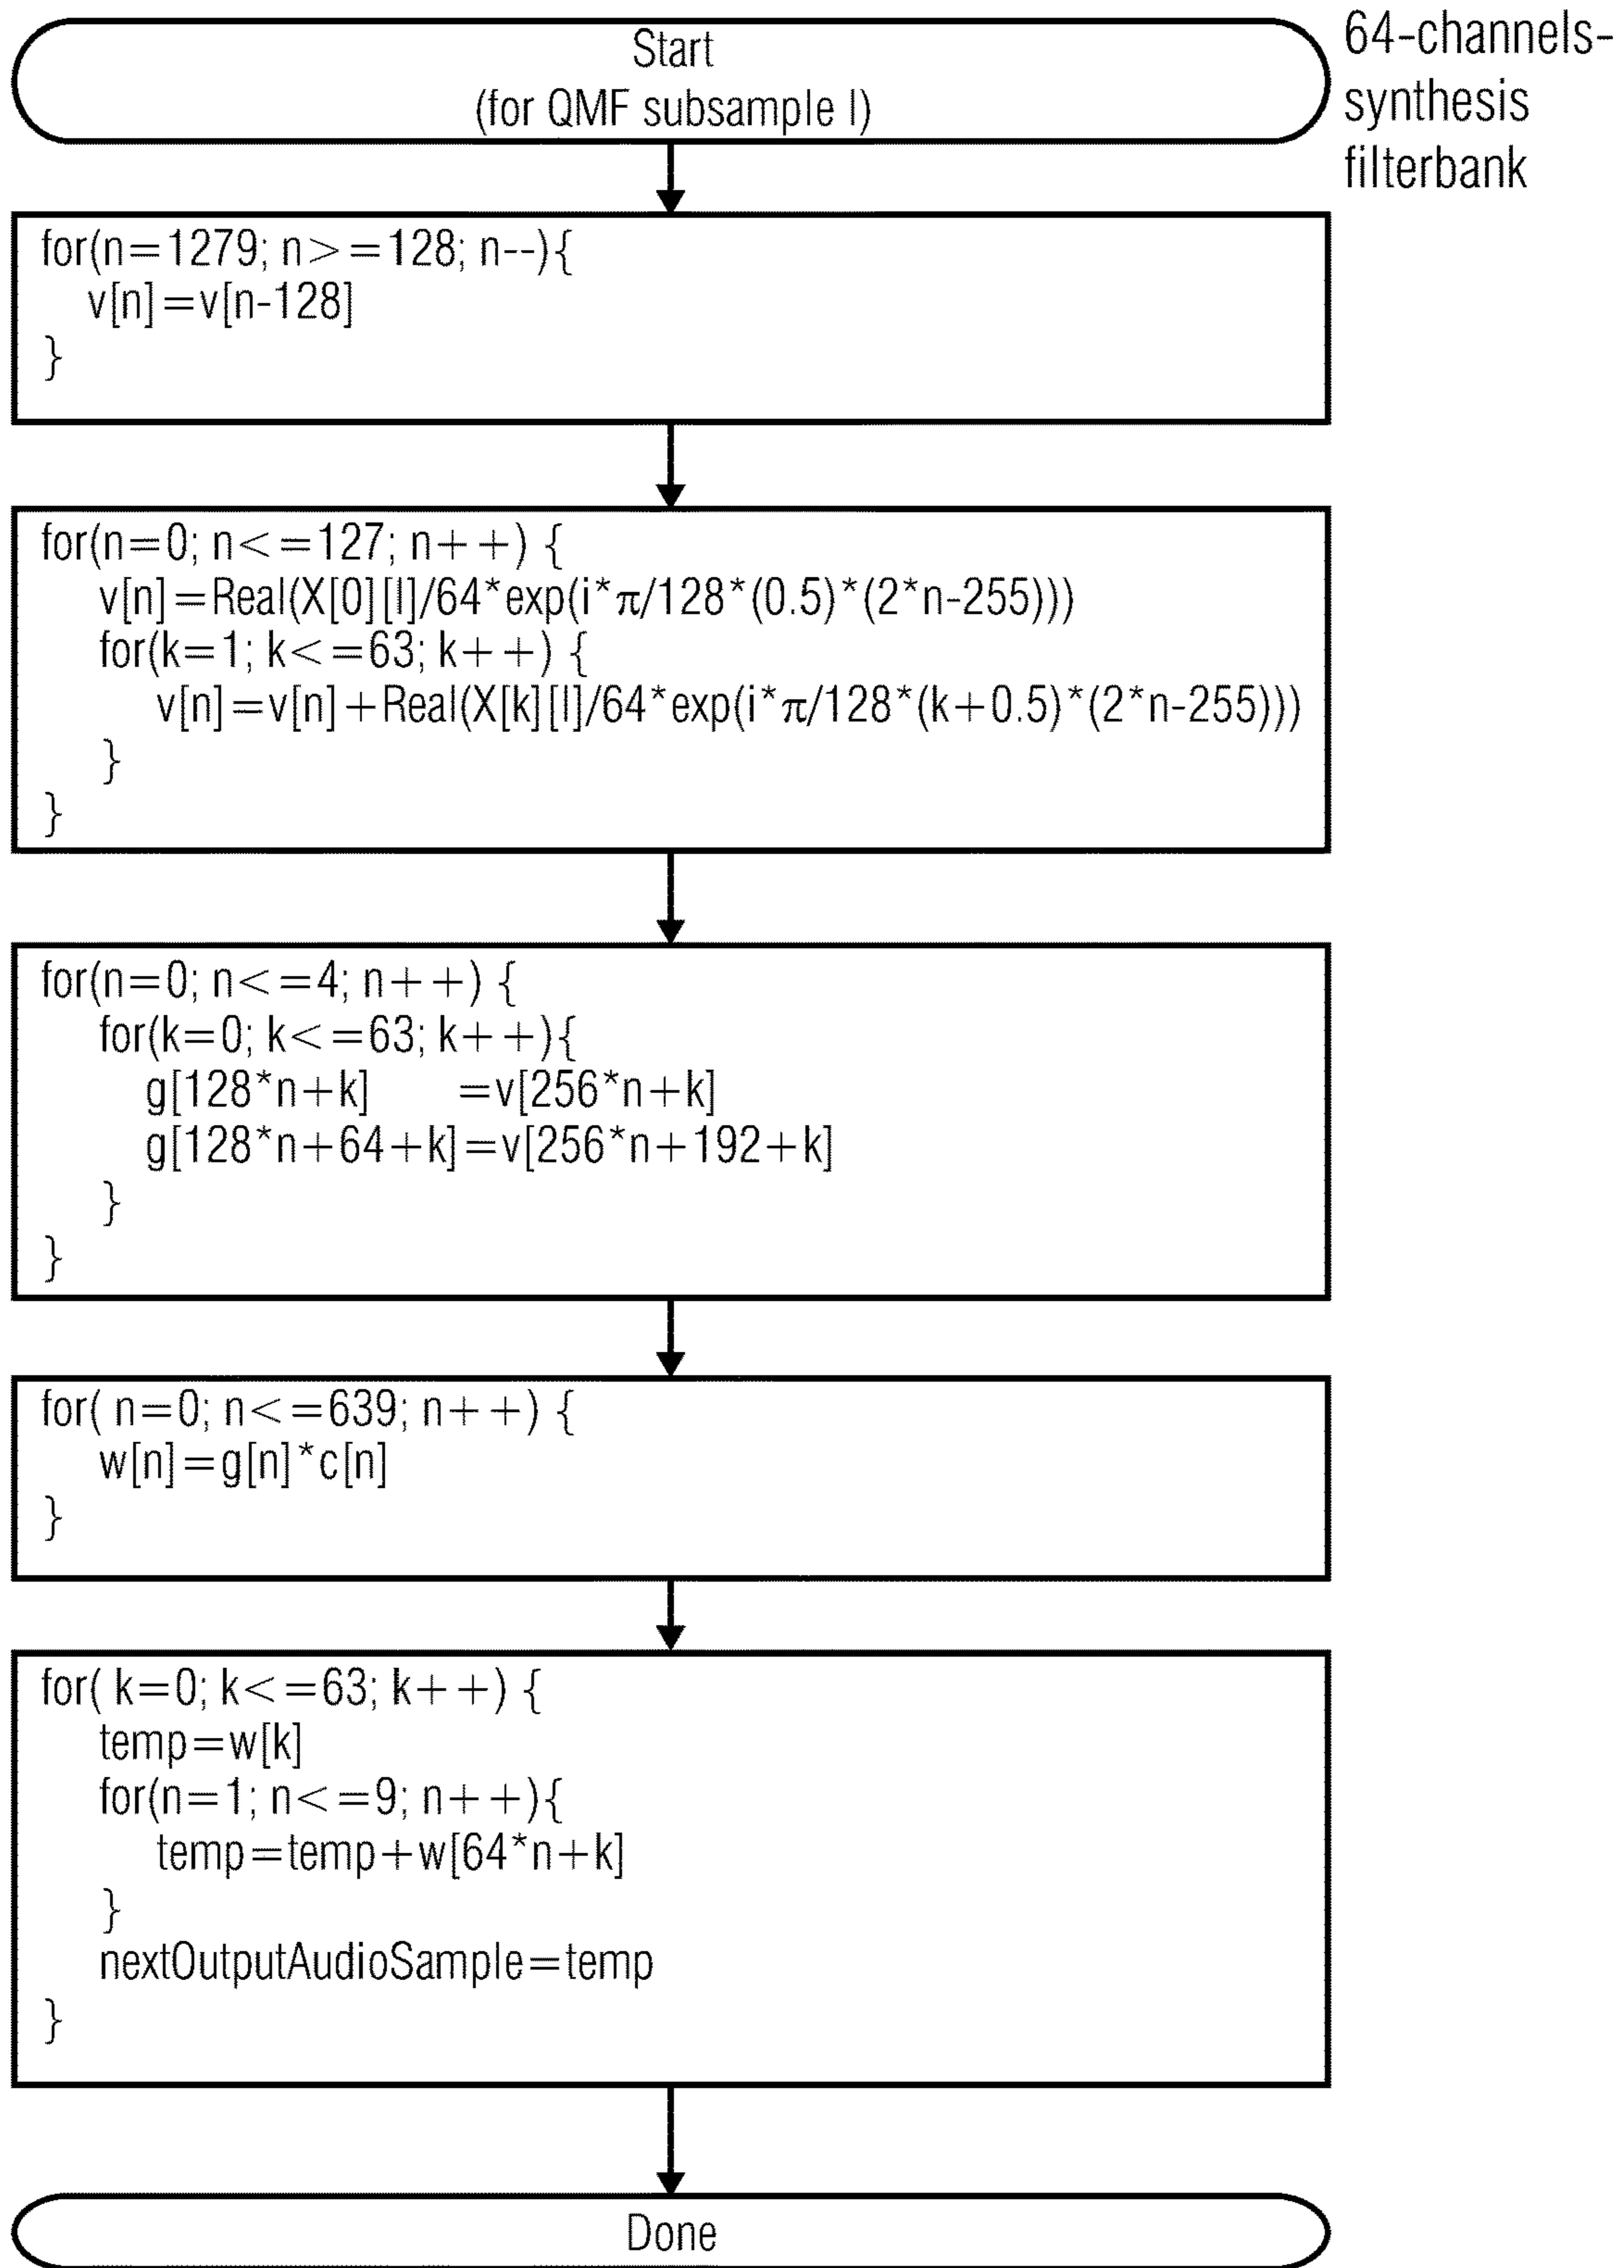 Start
(for QMF subsample l)
64-channels-
synthesis
filterbank
for(n=1279; n>=128; n--){
v[n]=v[n-128]
}
for(n=0; n<=127; n++) {
v[n]=Real(X[0][l]/64*exp(i*π/128*(0.5)*(2*n-255)))
for(k=1; k<=63; k++) {
v[n]=v[n]+Real(X[k][l]/64*exp(i*π/128*(k+0.5)*(2*n-255)))
}
}
for(n=0; n<=4; n++) {
for(k=0; k<=63; k++){
g[128*n+k] =v[256*n+k]
g[128*n+64+k]=v[256*n+192+k]
}
}
for( n=0; n<=639; n++) {
w[n]=g[n]*c[n]
}
for( k=0; k<=63; k++) {
temp=w[k]
for(n=1; n<=9; n++){
temp=temp+w[64*n+k]
}
nextOutputAudioSample=temp
}
Done